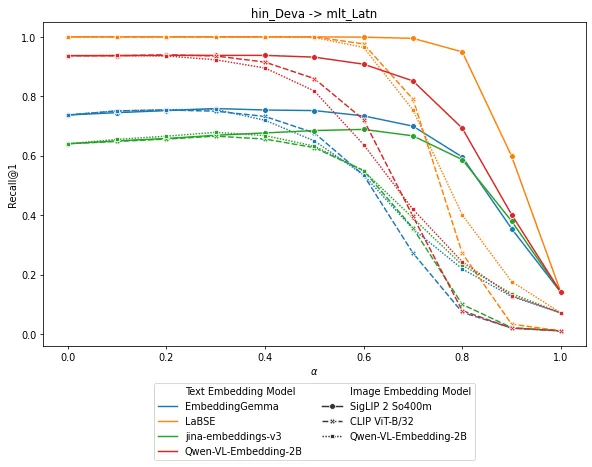 hin_Deva -> mlt_Latn
Recall@1
1.0
0.8
0.6
0.4
0.2
0.0
0.0 0.2 0.4 0.6 0.8 1.0
α
Text Embedding Model
EmbeddingGemma
LaBSE
jina-embeddings-v3
Qwen-VL-Embedding-2B
Image Embedding Model
SigLIP 2 So400m
CLIP ViT-B/32
Qwen-VL-Embedding-2B